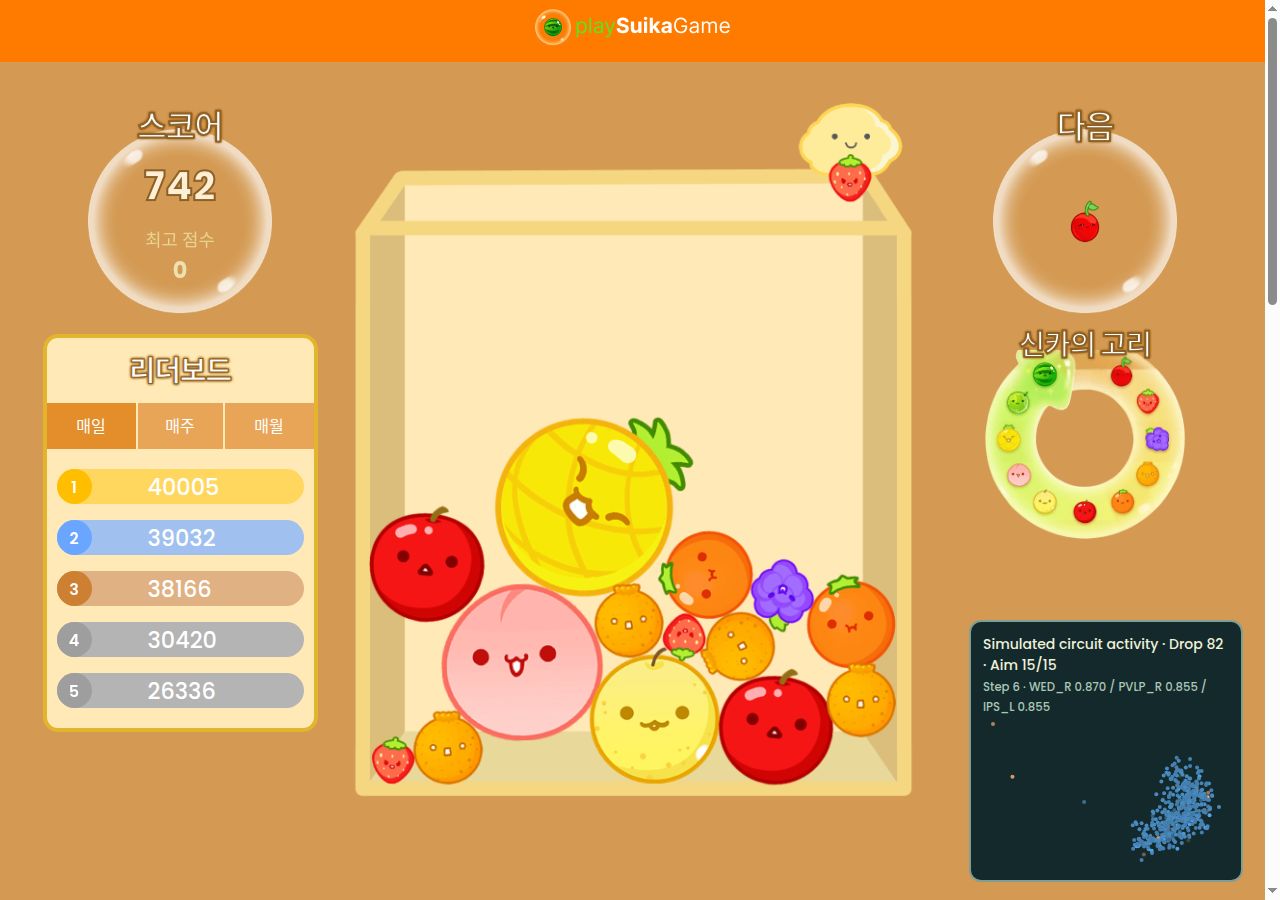 playSuikaGame
스코어
742
최고 점수
0
리더보드
매일 매주 매월
1 40005
2 39032
3 38166
4 30420
5 26336
다음
신카의 고리
Simulated circuit activity · Drop 82
· Aim 15/15
Step 6 · WED_R 0.870 / PVLP_R 0.855 /
IPS_L 0.855